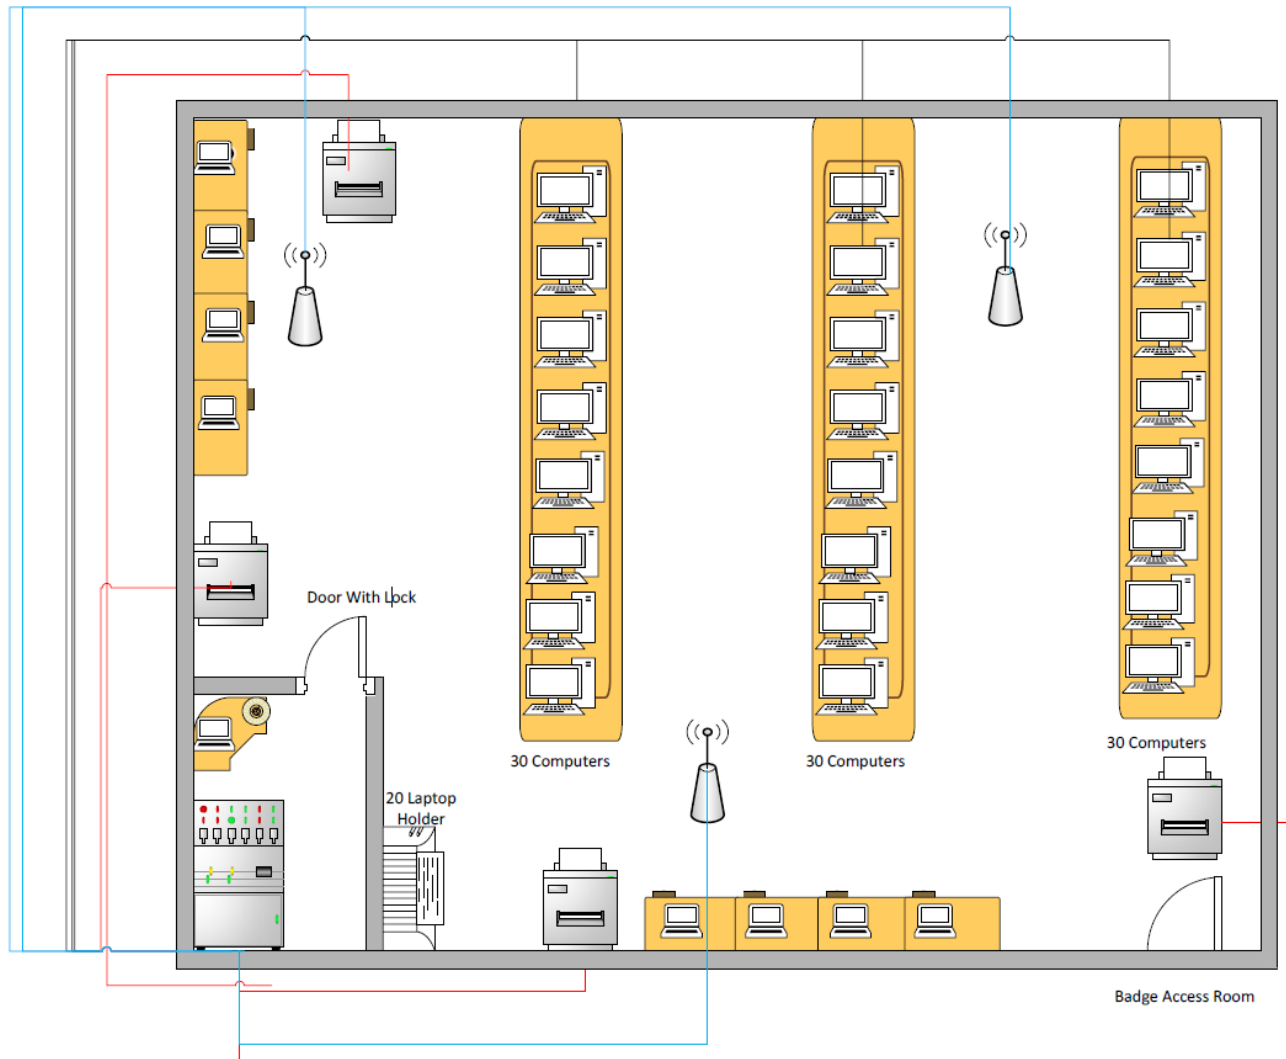 Door With Lock
30 Computers
30 Computers
30 Computers
20 Laptop
Holder
Badge Access Room